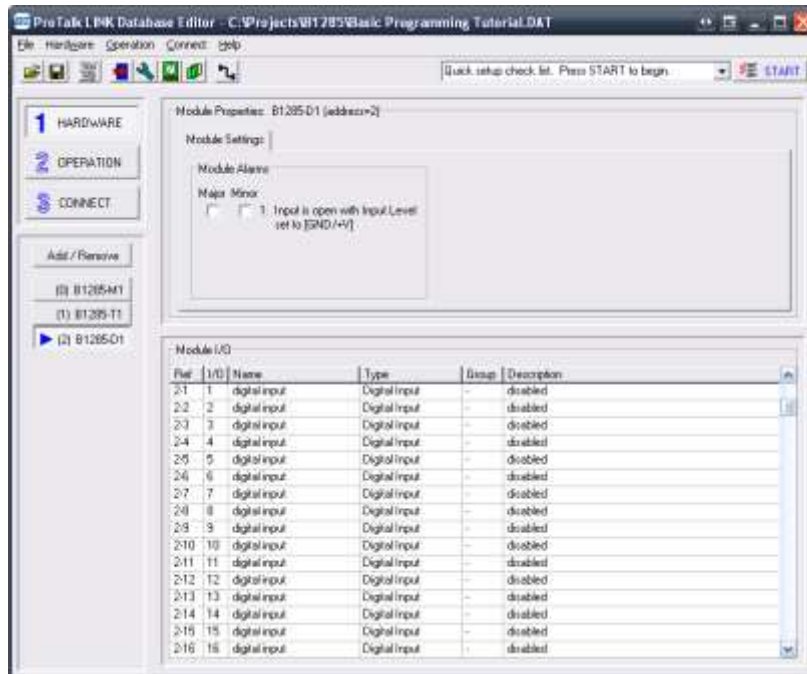 ProTalk LINK Database Editor - C:\Projects\B1285\Basic Programming Tutorial.DAT
File Hardware Operation Connect Help
Quick setup check list. Press START to begin.
START
1 HARDWARE
2 OPERATION
3 CONNECT
Add / Remove
(0) B1285-M1
(1) B1285-T1
(2) B1285-D1
Module Properties: B1285-D1 (address=2)
Module Settings
Module Alarms
Major Minor
1 Input is open with Input Level
set to [GND/+V]
Module I/O
Ref I/O Name Type Group Description
2-1 1 digital input Digital Input - disabled
2-2 2 digital input Digital Input - disabled
2-3 3 digital input Digital Input - disabled
2-4 4 digital input Digital Input - disabled
2-5 5 digital input Digital Input - disabled
2-6 6 digital input Digital Input - disabled
2-7 7 digital input Digital Input - disabled
2-8 8 digital input Digital Input - disabled
2-9 9 digital input Digital Input - disabled
2-10 10 digital input Digital Input - disabled
2-11 11 digital input Digital Input - disabled
2-12 12 digital input Digital Input - disabled
2-13 13 digital input Digital Input - disabled
2-14 14 digital input Digital Input - disabled
2-15 15 digital input Digital Input - disabled
2-16 16 digital input Digital Input - disabled